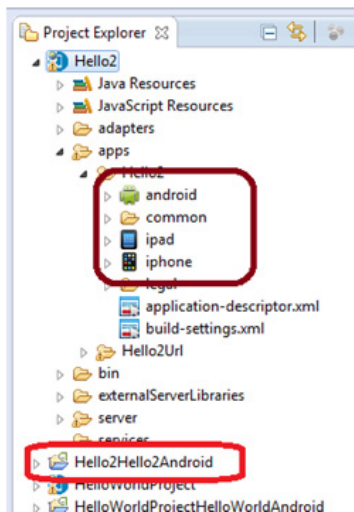 Project Explorer
Hello2
Java Resources
JavaScript Resources
adapters
apps
Hello2
android
common
ipad
iphone
legal
application-descriptor.xml
build-settings.xml
Hello2Url
bin
externalServerLibraries
server
services
Hello2Hello2Android
HelloWorldProject
HelloWorldProjectHelloWorldAndroid